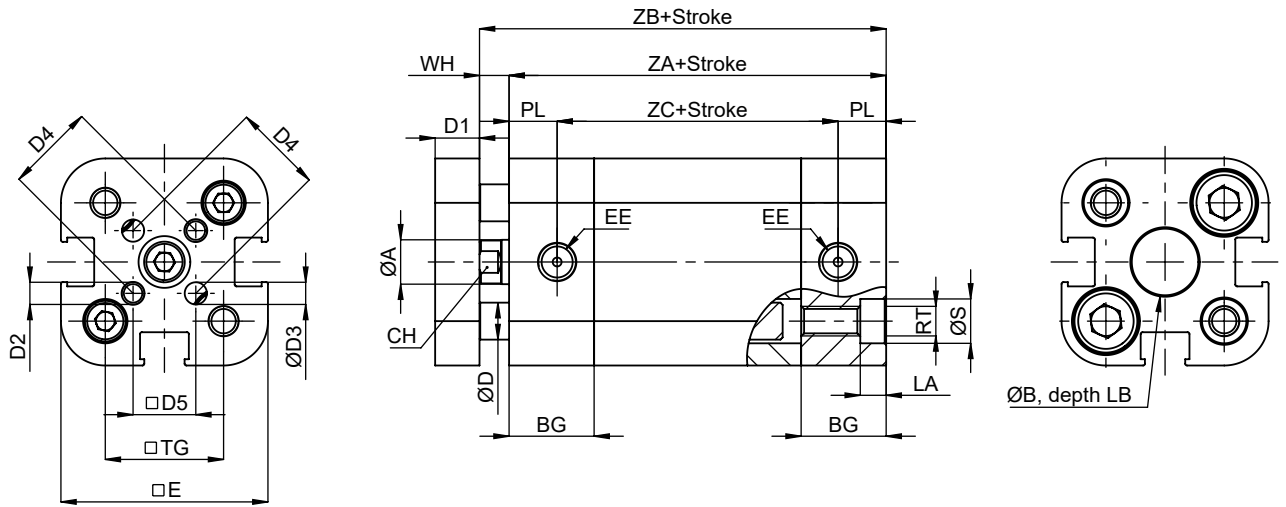 ZB+Stroke
WH
ZA+Stroke
PL
ZC+Stroke
PL
D1
D4
D4
EE
EE
ØA
CH
ØD
RT
ØS
LA
BG
BG
D2
ØD3
□D5
□TG
□E
ØB, depth LB